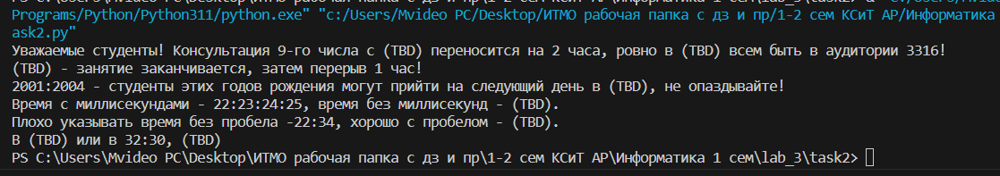 Programs/Python/Python311/python.exe" "c:/Users/Mvideo PC/Desktop/ИТМО рабочая папка с дз и пр/1-2 сем КСиТ АР/Информатика
ask2.py"
Уважаемые студенты! Консультация 9-го числа с (TBD) переносится на 2 часа, ровно в (TBD) всем быть в аудитории 3316!
(TBD) - занятие заканчивается, затем перерыв 1 час!
2001:2004 - студенты этих годов рождения могут прийти на следующий день в (TBD), не опаздывайте!
Время с миллисекундами - 22:23:24:25, время без миллисекунд - (TBD).
Плохо указывать время без пробела -22:34, хорошо с пробелом - (TBD).
В (TBD) или в 32:30, (TBD)
PS C:\Users\Mvideo PC\Desktop\ИТМО рабочая папка с дз и пр\1-2 сем КСиТ АР\Информатика 1 сем\lab_3\task2>